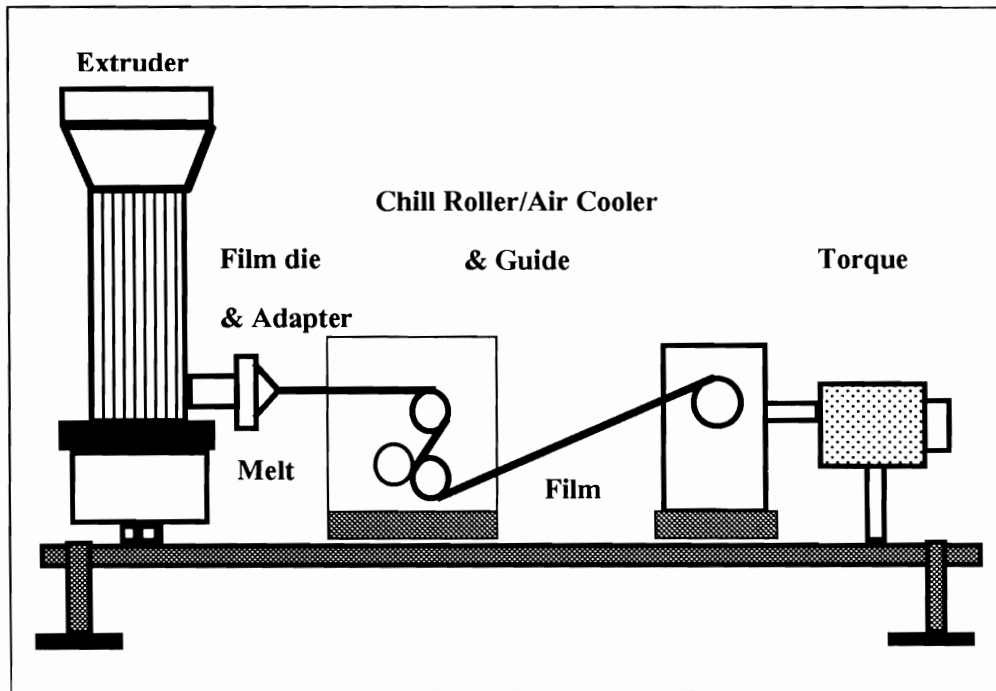 Extruder
Chill Roller/Air Cooler
& Guide
Film die
& Adapter
Torque
Melt
Film